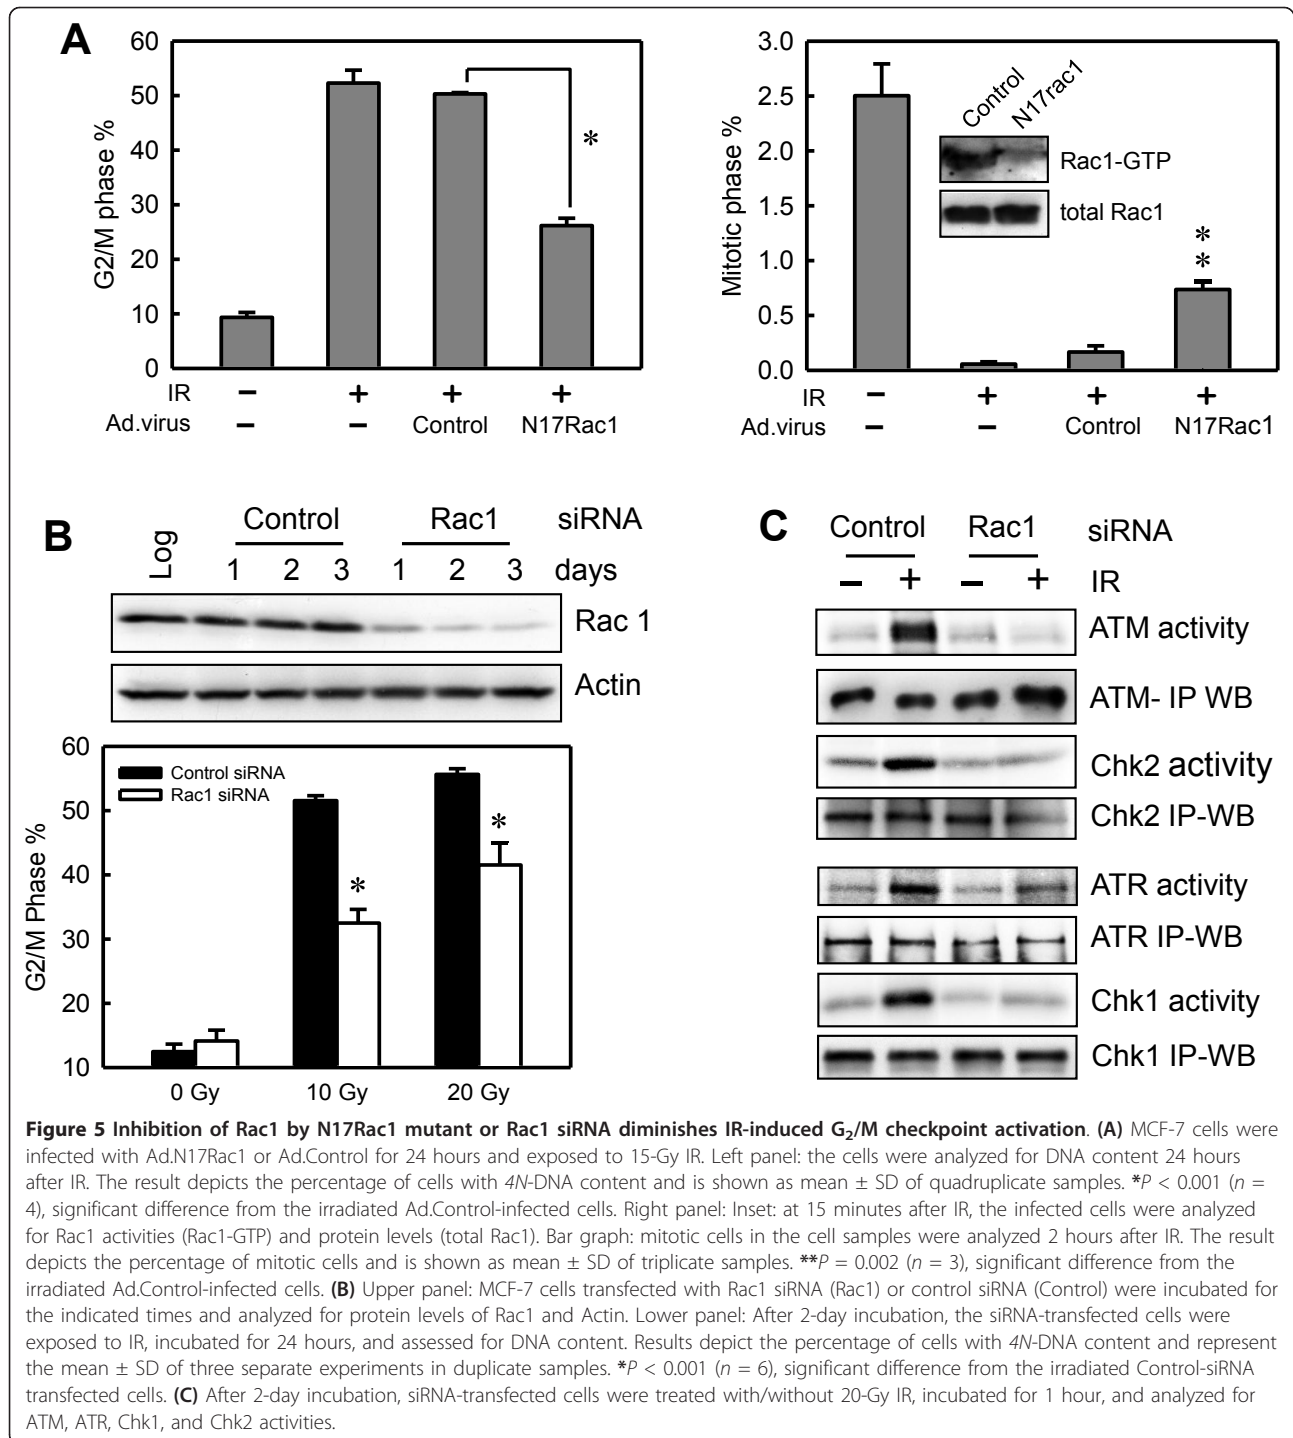 A
60
50
40
30
20
10
0
G2/M phase %
*
IR − + + +
Ad.virus − − Control N17Rac1
3.0
2.5
2.0
1.5
1.0
0.5
0.0
Mitotic phase %
Control N17rac1
Rac1-GTP
total Rac1
*
*
IR − + + +
Ad.virus − − Control N17Rac1
B
Log Control Rac1 siRNA
1 2 3 1 2 3 days
Rac 1
Actin
60
50
40
30
20
10
G2/M Phase %
Control siRNA
Rac1 siRNA
*
*
0 Gy 10 Gy 20 Gy
C
Control Rac1 siRNA
− + − + IR
ATM activity
ATM- IP WB
Chk2 activity
Chk2 IP-WB
ATR activity
ATR IP-WB
Chk1 activity
Chk1 IP-WB
Figure 5 Inhibition of Rac1 by N17Rac1 mutant or Rac1 siRNA diminishes IR-induced G2/M checkpoint activation. (A) MCF-7 cells were
infected with Ad.N17Rac1 or Ad.Control for 24 hours and exposed to 15-Gy IR. Left panel: the cells were analyzed for DNA content 24 hours
after IR. The result depicts the percentage of cells with 4N-DNA content and is shown as mean ± SD of quadruplicate samples. *P < 0.001 (n =
4), significant difference from the irradiated Ad.Control-infected cells. Right panel: Inset: at 15 minutes after IR, the infected cells were analyzed
for Rac1 activities (Rac1-GTP) and protein levels (total Rac1). Bar graph: mitotic cells in the cell samples were analyzed 2 hours after IR. The result
depicts the percentage of mitotic cells and is shown as mean ± SD of triplicate samples. **P = 0.002 (n = 3), significant difference from the
irradiated Ad.Control-infected cells. (B) Upper panel: MCF-7 cells transfected with Rac1 siRNA (Rac1) or control siRNA (Control) were incubated for
the indicated times and analyzed for protein levels of Rac1 and Actin. Lower panel: After 2-day incubation, the siRNA-transfected cells were
exposed to IR, incubated for 24 hours, and assessed for DNA content. Results depict the percentage of cells with 4N-DNA content and represent
the mean ± SD of three separate experiments in duplicate samples. *P < 0.001 (n = 6), significant difference from the irradiated Control-siRNA
transfected cells. (C) After 2-day incubation, siRNA-transfected cells were treated with/without 20-Gy IR, incubated for 1 hour, and analyzed for
ATM, ATR, Chk1, and Chk2 activities.